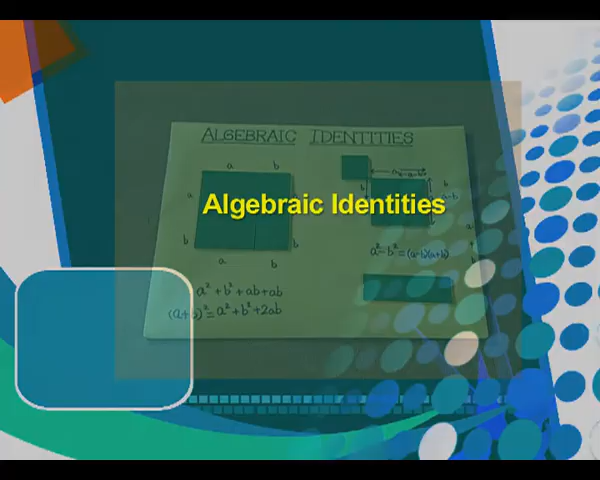 ALGEBRAIC IDENTITIES
Algebraic Identities
a b
a
b
b
a
b
a
b
a-b
a² - b² = (a-b)(a+b)
a
b
a² + b² + ab + ab
(a+b)² = a² + b² + 2ab